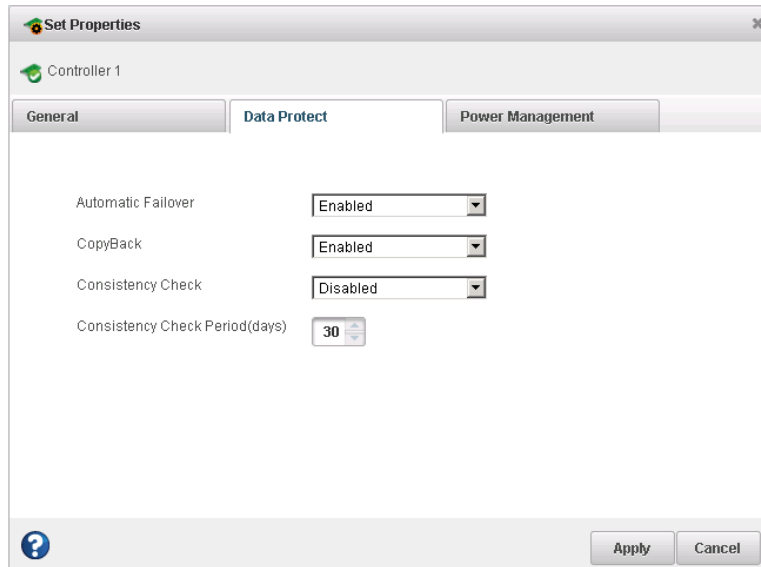 Set Properties
Controller 1
General
Data Protect
Power Management
Automatic Failover
Enabled
CopyBack
Enabled
Consistency Check
Disabled
Consistency Check Period(days)
30
?
Apply
Cancel